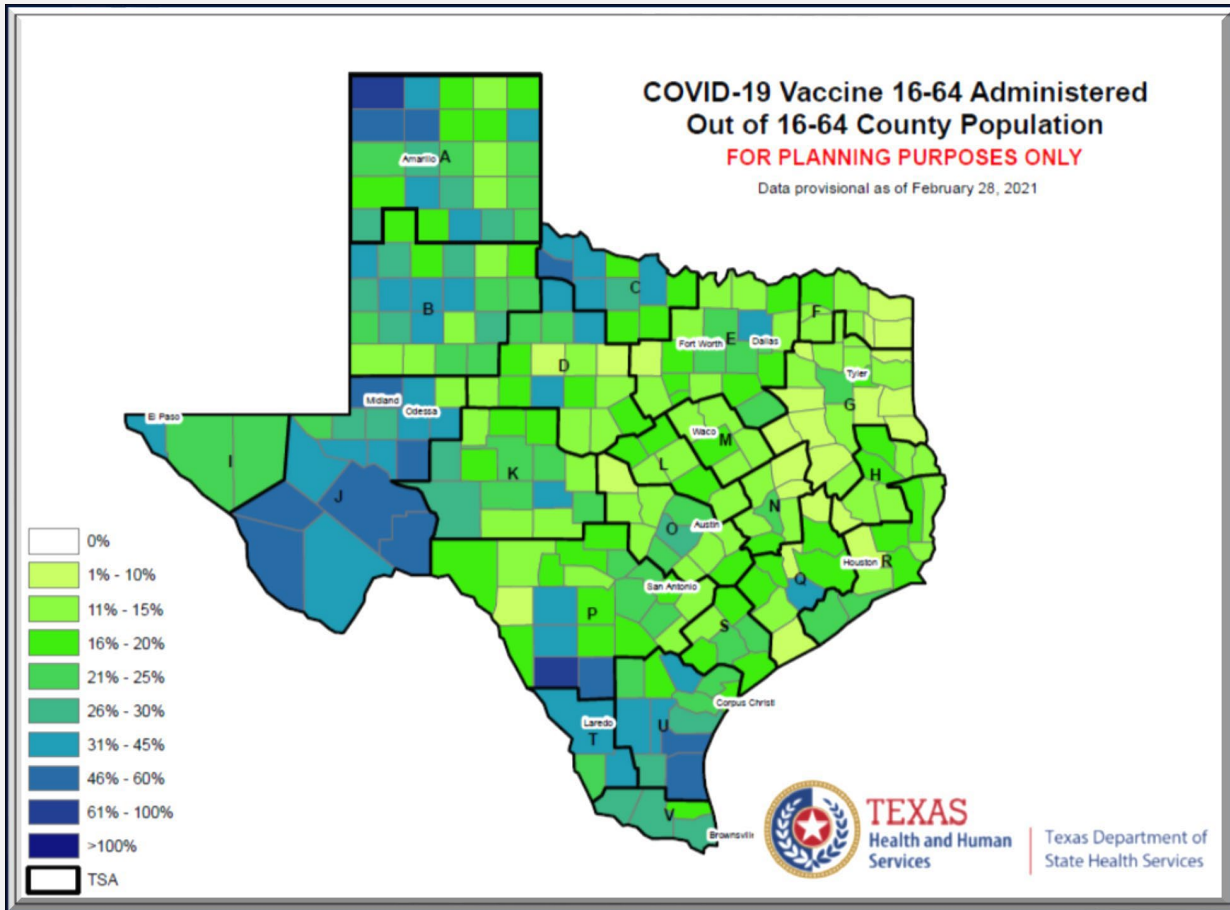 COVID-19 Vaccine 16-64 Administered
Out of 16-64 County Population
FOR PLANNING PURPOSES ONLY
Data provisional as of February 28, 2021
Amarillo
A
B
C
D
E
Fort Worth
Dallas
F
Tyler
G
Midland
Odessa
El Paso
I
J
K
Waco
M
L
H
N
O
Austin
Houston
R
Q
San Antonio
P
S
Corpus Christi
Laredo
T
U
V
0%
1% - 10%
11% - 15%
16% - 20%
21% - 25%
26% - 30%
31% - 45%
46% - 60%
61% - 100%
>100%
TSA
TEXAS
Health and Human
Services
Texas Department of
State Health Services